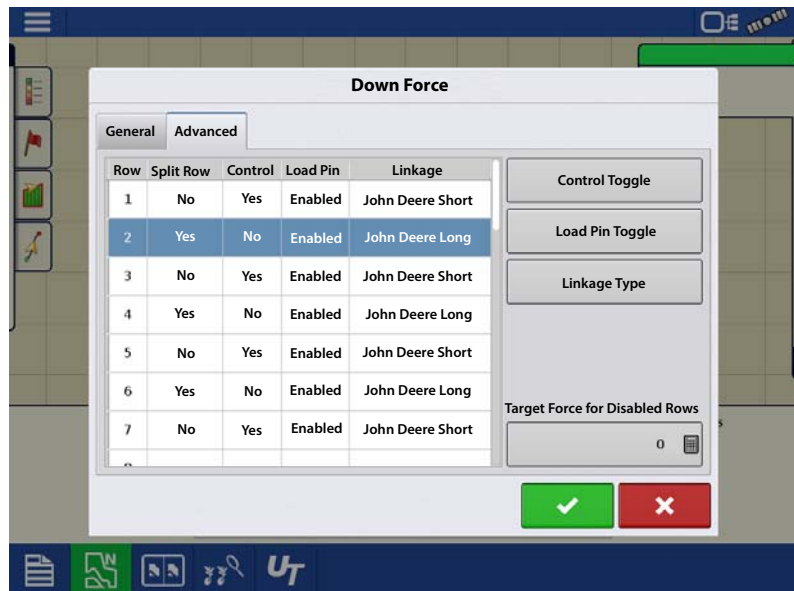 Down Force
General Advanced
Row Split Row Control Load Pin Linkage
1 No Yes Enabled John Deere Short
2 Yes No Enabled John Deere Long
3 No Yes Enabled John Deere Short
4 Yes No Enabled John Deere Long
5 No Yes Enabled John Deere Short
6 Yes No Enabled John Deere Long
7 No Yes Enabled John Deere Short
Control Toggle
Load Pin Toggle
Linkage Type
Target Force for Disabled Rows
0
s
N
UT